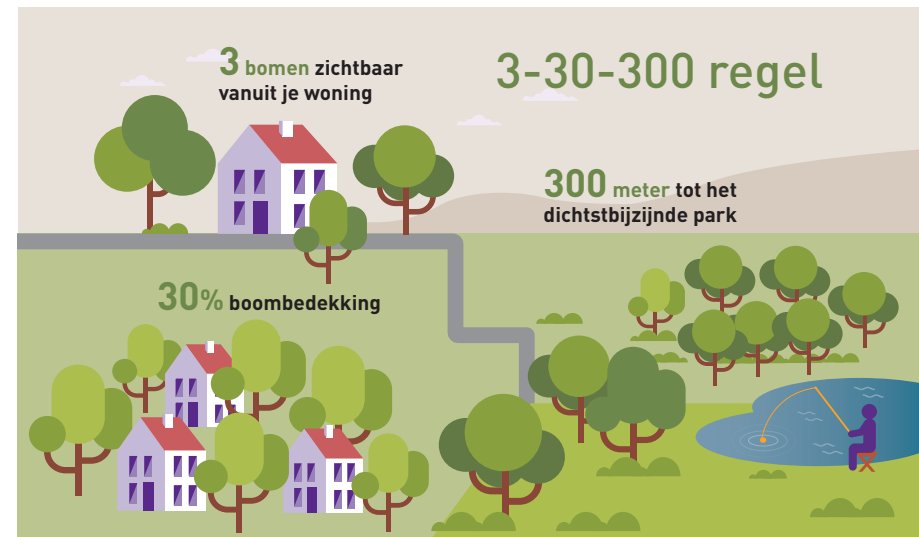 3-30-300 regel
3 bomen zichtbaar
vanuit je woning
300 meter tot het
dichtstbijzijnde park
30% boombedekking